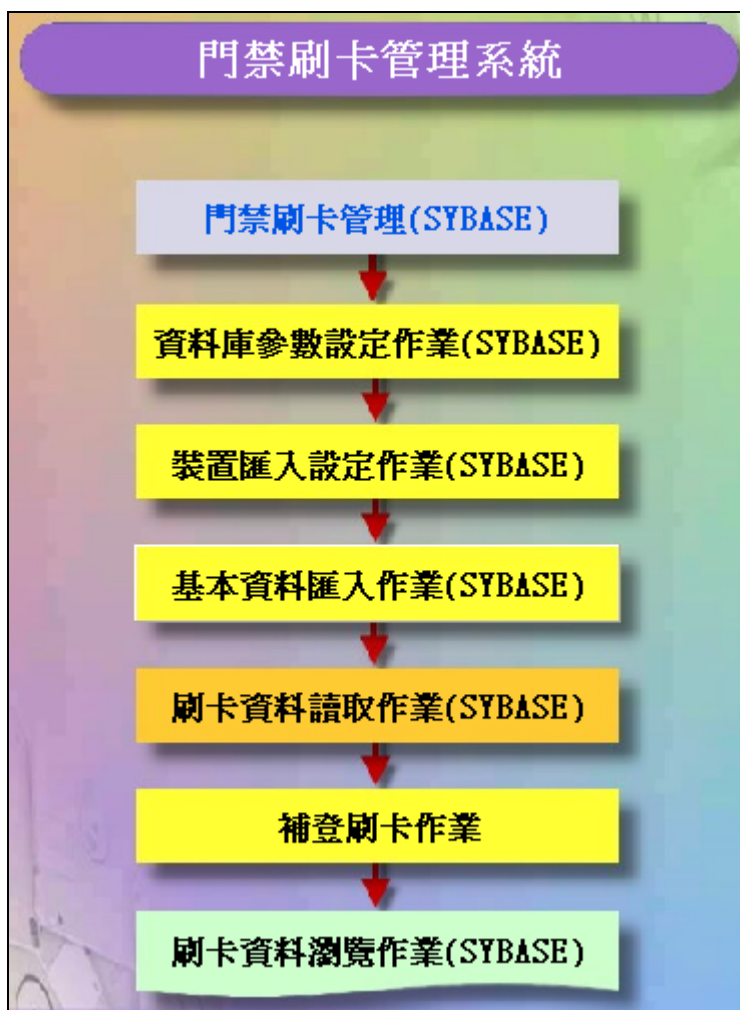 門禁刷卡管理系統
門禁刷卡管理(SYBASE)
資料庫參數設定作業(SYBASE)
裝置匯入設定作業(SYBASE)
基本資料匯入作業(SYBASE)
刷卡資料讀取作業(SYBASE)
補登刷卡作業
刷卡資料瀏覽作業(SYBASE)